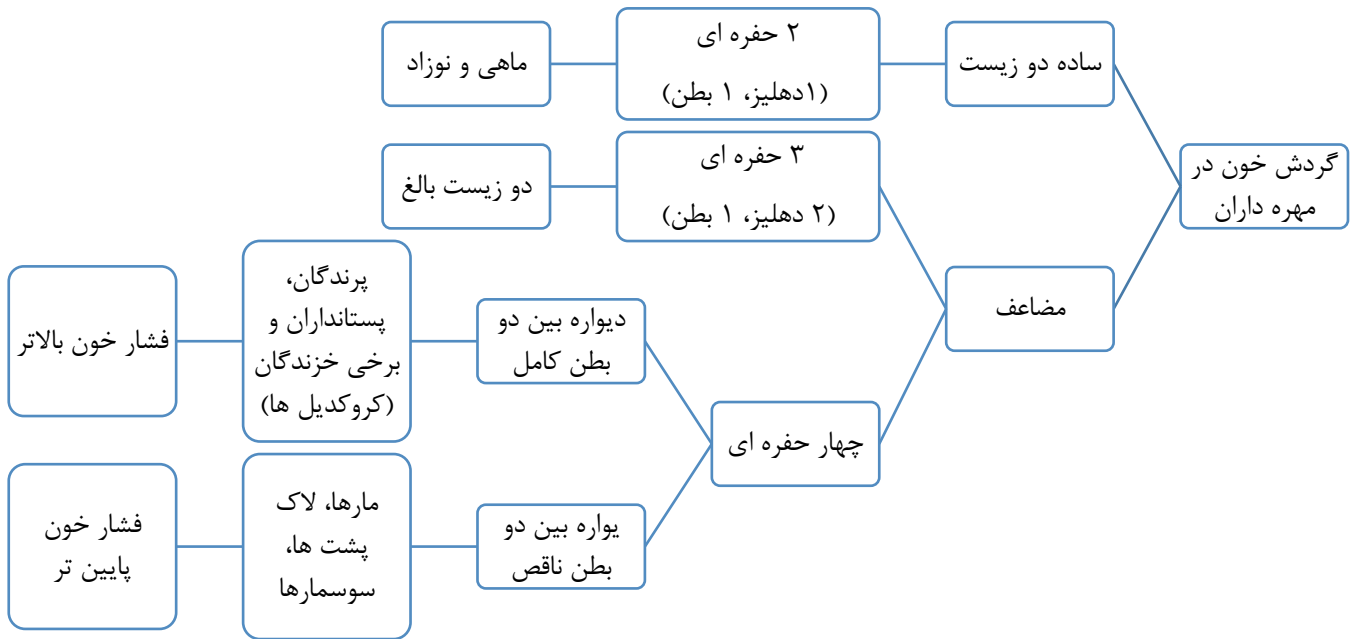 گردش خون در
مهره داران
ساده دو زیست
۲ حفره ای
(۱دهلیز، ۱ بطن)
ماهی و نوزاد
مضاعف
۳ حفره ای
(۲ دهلیز، ۱ بطن)
دو زیست بالغ
چهار حفره ای
دیواره بین دو
بطن کامل
پرندگان،
پستانداران و
برخی خزندگان
(کروکدیل ها)
فشار خون بالاتر
یواره بین دو
بطن ناقص
مارها، لاک
پشت ها،
سوسمارها
فشار خون
پایین تر